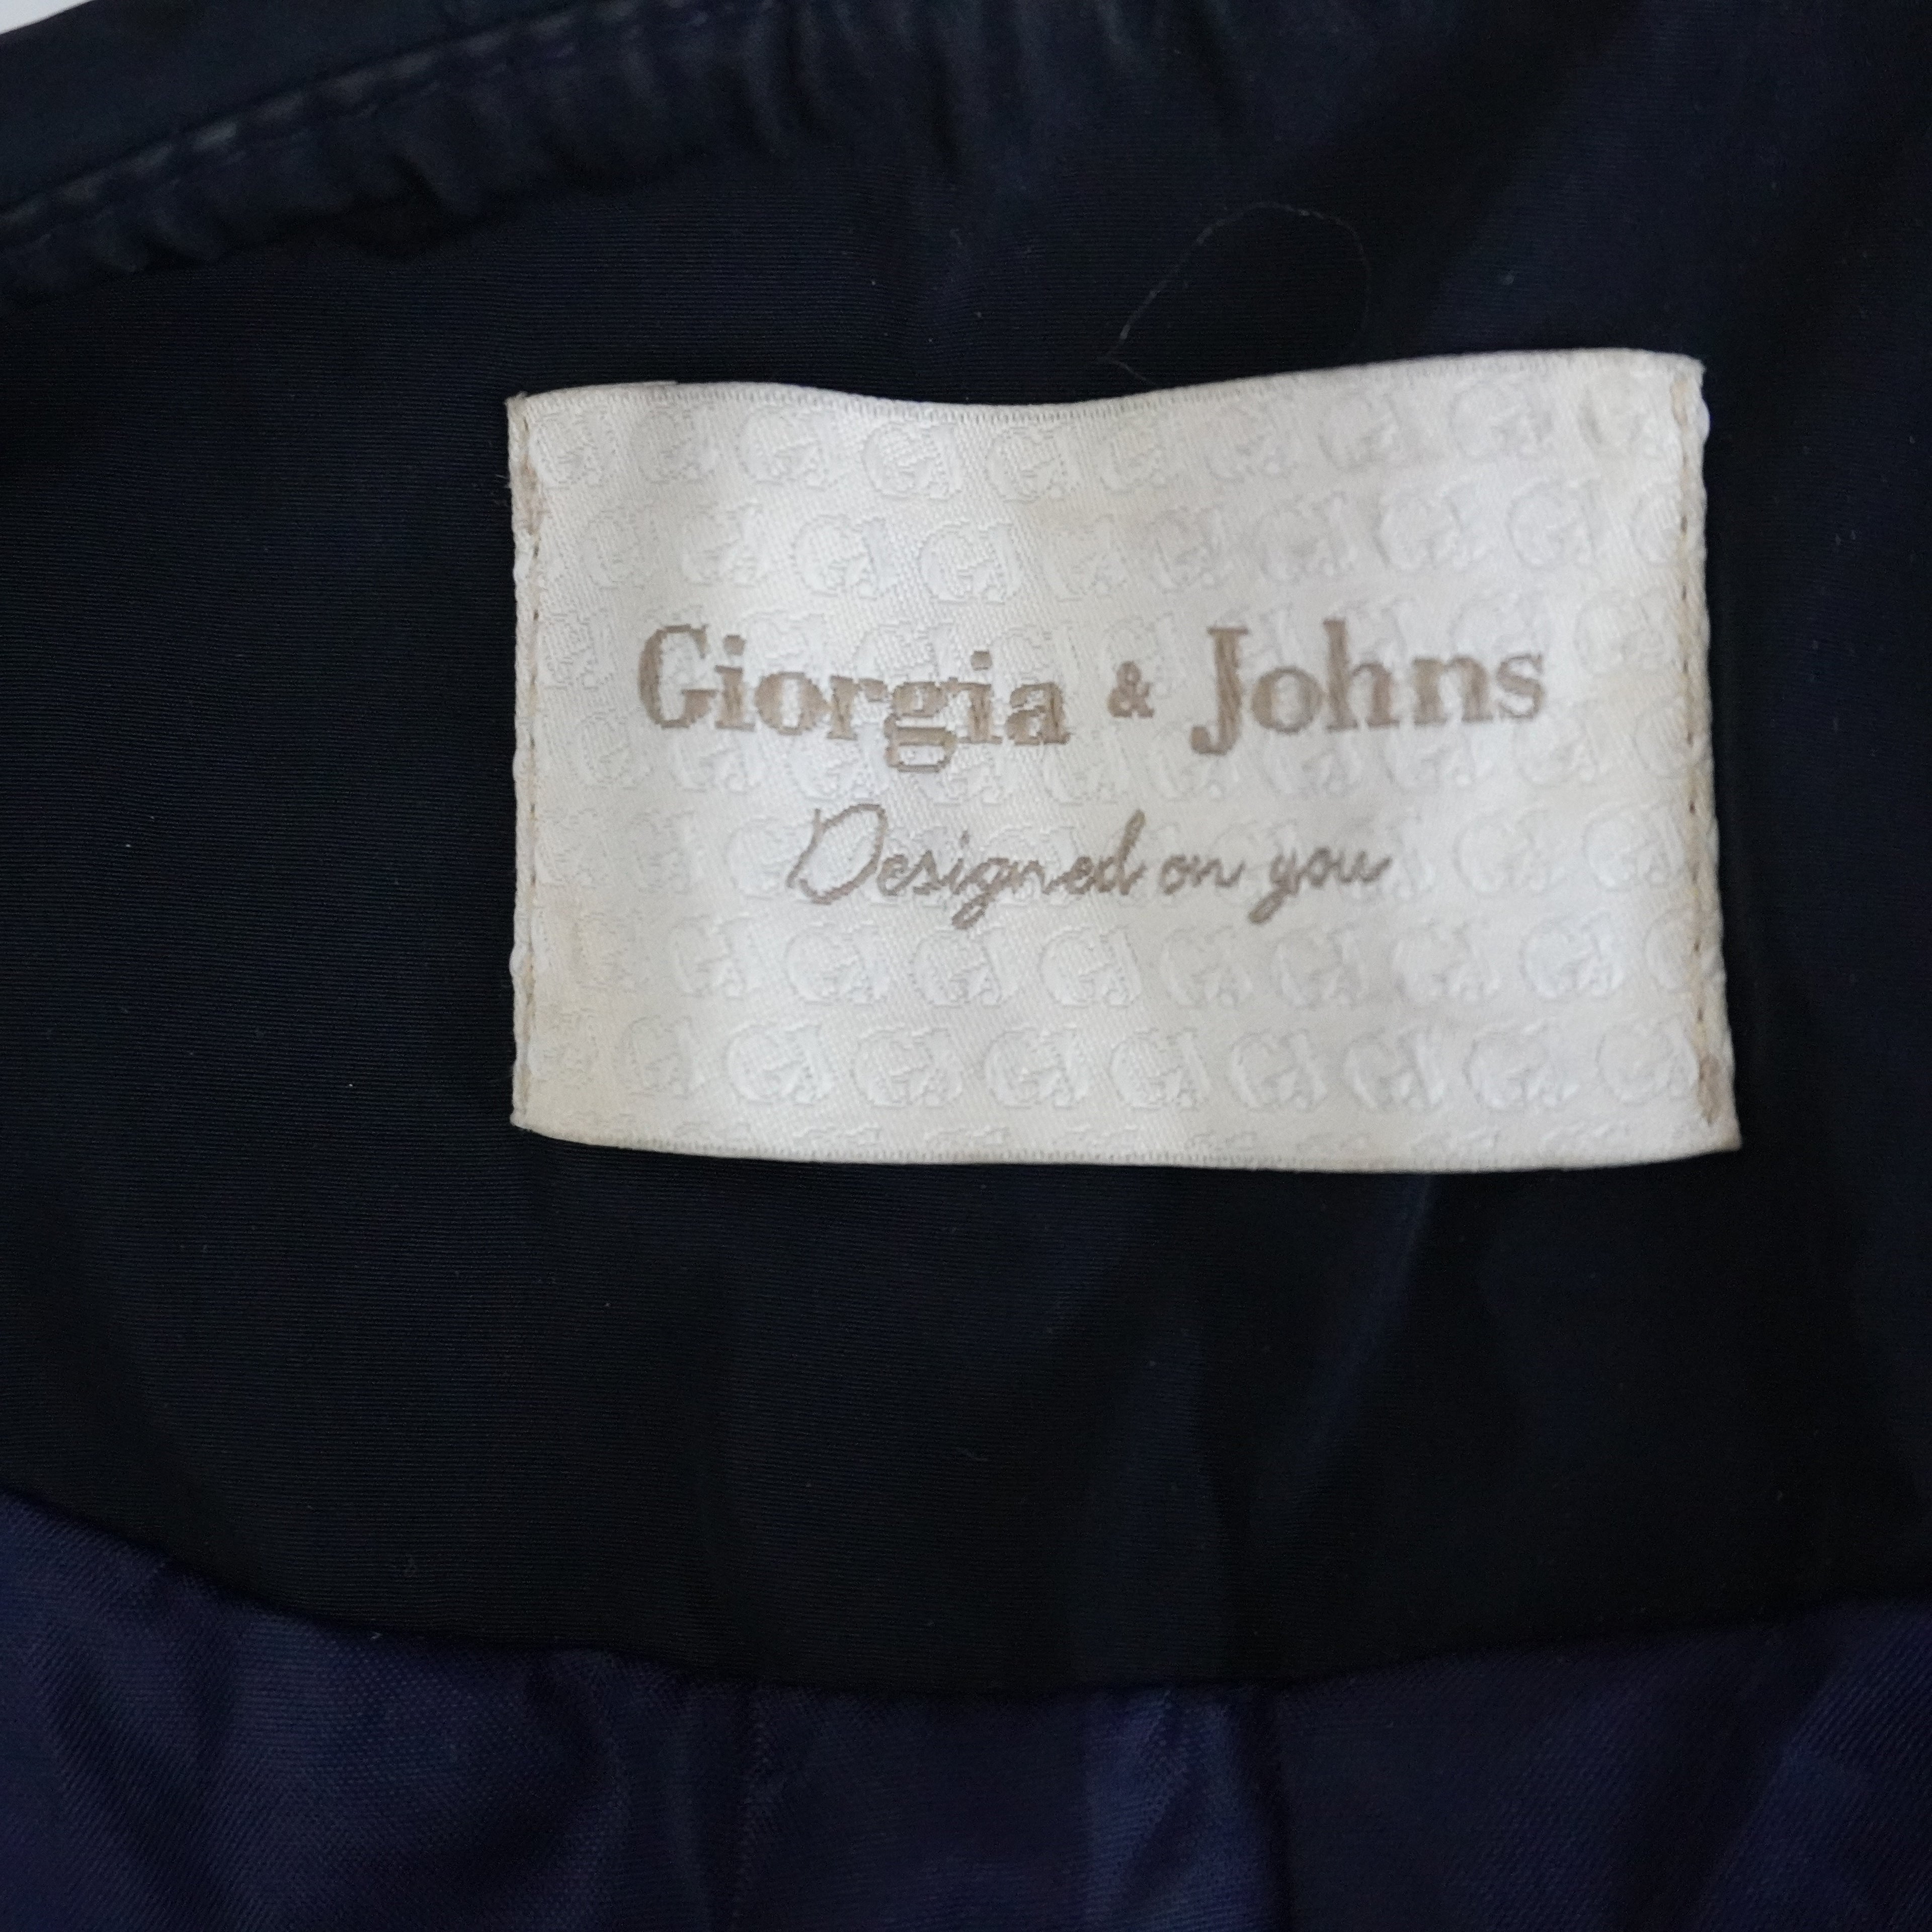 Giorgia & Johns
Designed on you